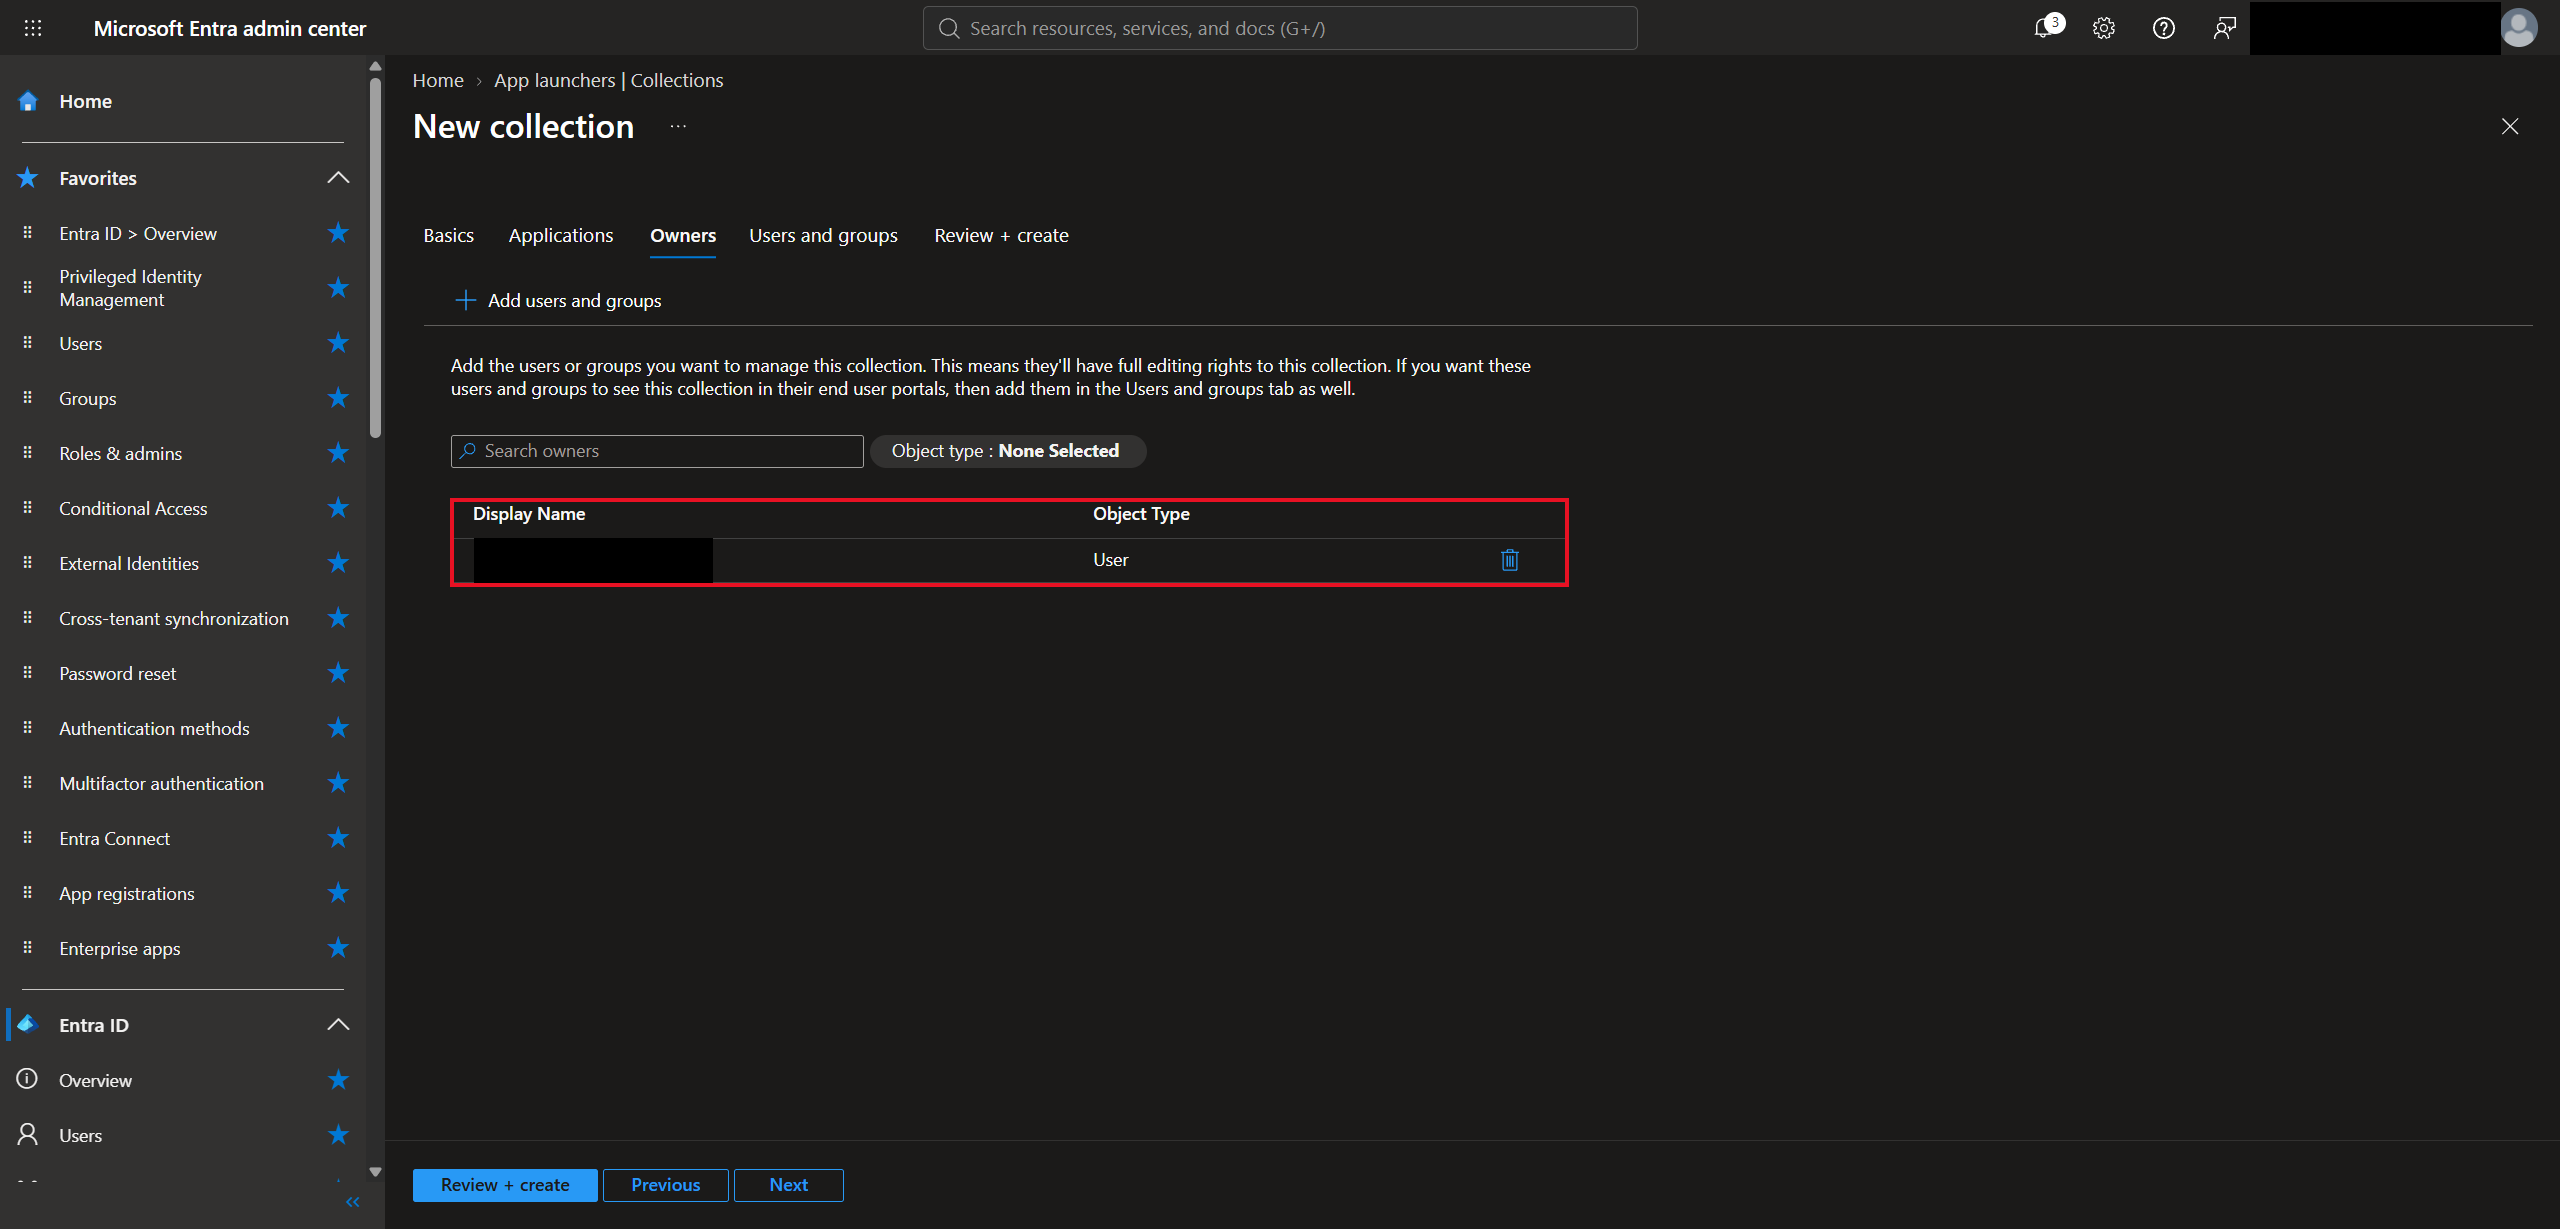 Microsoft Entra admin center
Search resources, services, and docs (G+/)
3
Home
Favorites
Entra ID > Overview
Privileged Identity
Management
Users
Groups
Roles & admins
Conditional Access
External Identities
Cross-tenant synchronization
Password reset
Authentication methods
Multifactor authentication
Entra Connect
App registrations
Enterprise apps
Entra ID
Overview
Users
Home › App launchers | Collections
New collection ...
Basics Applications Owners Users and groups Review + create
+ Add users and groups
Add the users or groups you want to manage this collection. This means they'll have full editing rights to this collection. If you want these
users and groups to see this collection in their end user portals, then add them in the Users and groups tab as well.
Search owners Object type : None Selected
Display Name Object Type
User
Review + create Previous Next